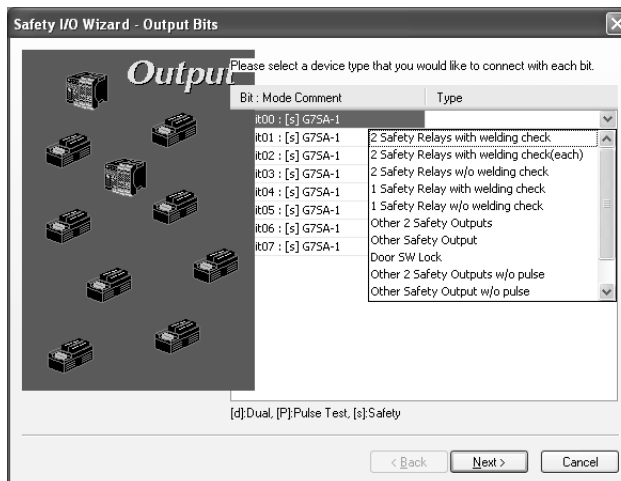 Safety I/O Wizard - Output Bits
Output
Please select a device type that you would like to connect with each bit.
Bit : Mode Comment Type
it00 : [s] G7SA-1
it01 : [s] G7SA-1
it02 : [s] G7SA-1
it03 : [s] G7SA-1
it04 : [s] G7SA-1
it05 : [s] G7SA-1
it06 : [s] G7SA-1
it07 : [s] G7SA-1
2 Safety Relays with welding check
2 Safety Relays with welding check(each)
2 Safety Relays w/o welding check
1 Safety Relay with welding check
1 Safety Relay w/o welding check
Other 2 Safety Outputs
Other Safety Output
Door SW Lock
Other 2 Safety Outputs w/o pulse
Other Safety Output w/o pulse
[d]:Dual, [P]:Pulse Test, [s]:Safety
< Back Next > Cancel